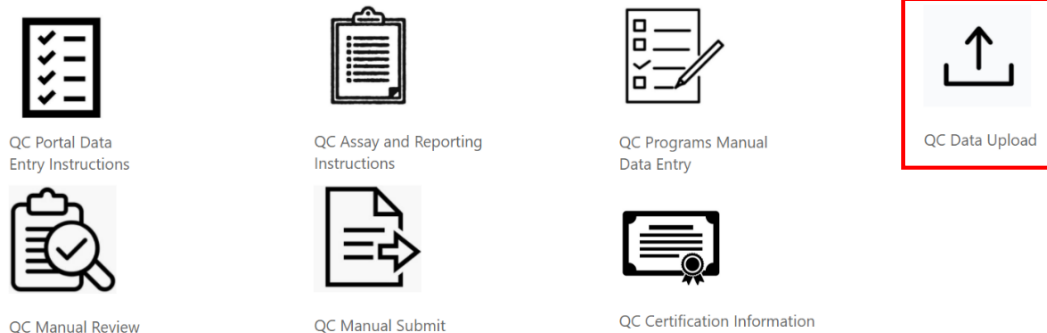 QC Portal Data
Entry Instructions
QC Assay and Reporting
Instructions
QC Programs Manual
Data Entry
QC Data Upload
QC Manual Review
QC Manual Submit
QC Certification Information